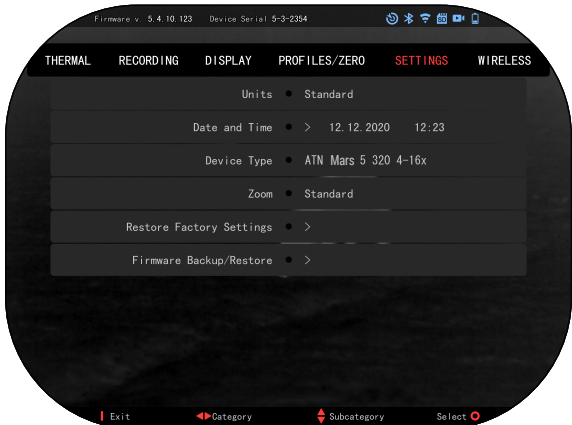 Firmware v. 5.4.10.123 Device Serial 5-3-2354 SD
THERMAL RECORDING DISPLAY PROFILES/ZERO SETTINGS WIRELESS
Units Standard
Date and Time > 12.12.2020 12:23
Device Type ATN Mars 5 320 4-16x
Zoom Standard
Restore Factory Settings >
Firmware Backup/Restore >
Exit Category Subcategory Select